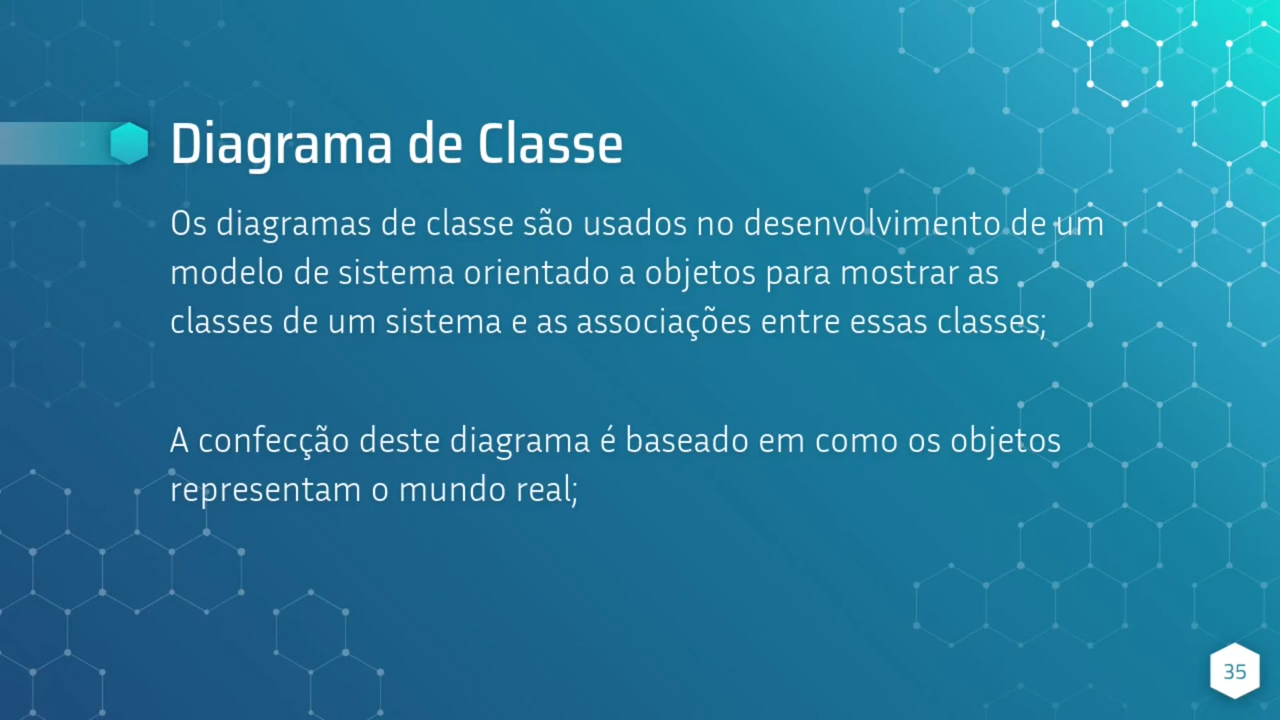 Diagrama de Classe
Os diagramas de classe são usados no desenvolvimento de um
modelo de sistema orientado a objetos para mostrar as
classes de um sistema e as associações entre essas classes;
A confecção deste diagrama é baseado em como os objetos
representam o mundo real;
35